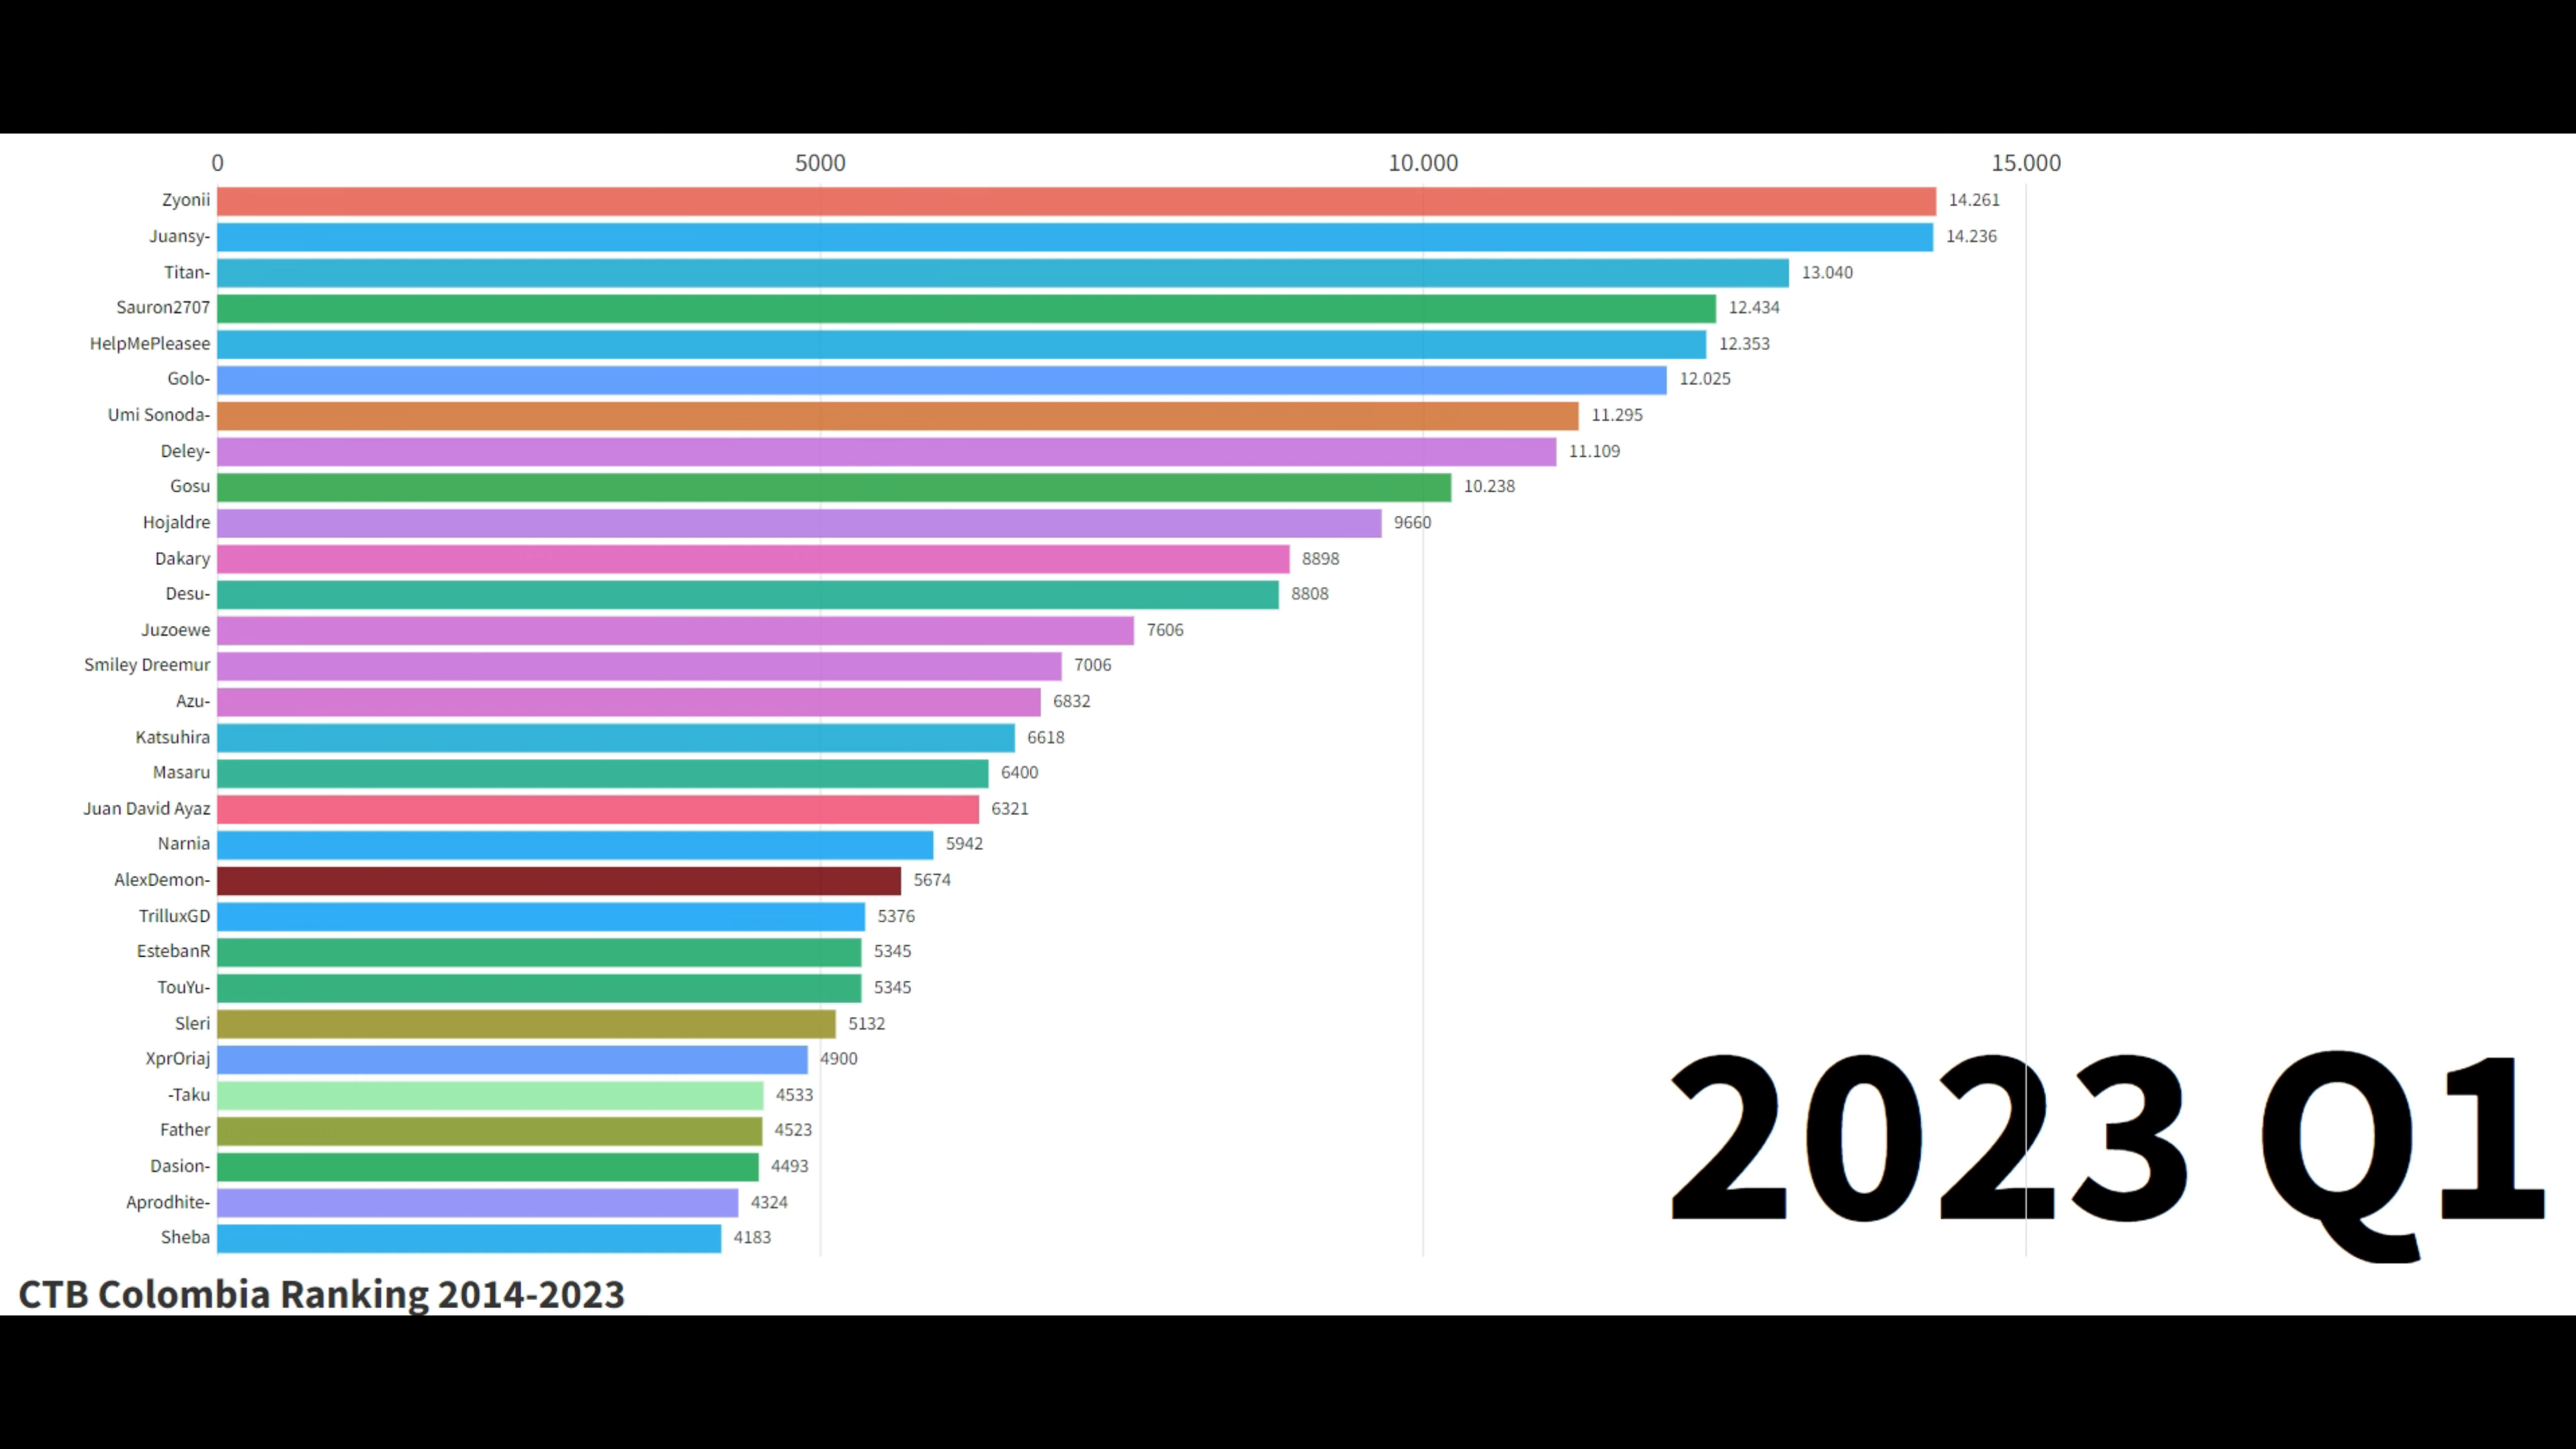 0 5000 10.000 15.000
Zyonii 14.261
Juansy- 14.236
Titan- 13.040
Sauron2707 12.434
HelpMePleasee 12.353
Golo- 12.025
Umi Sonoda- 11.295
Deley- 11.109
Gosu 10.238
Hojaldre 9660
Dakary 8898
Desu- 8808
Juzoewe 7606
Smiley Dreemur 7006
Azu- 6832
Katsuhira 6618
Masaru 6400
Juan David Ayaz 6321
Narnia 5942
AlexDemon- 5674
TrilluxGD 5376
EstebanR 5345
TouYu- 5345
Sleri 5132
XprOriaj 4900
-Taku 4533
Father 4523
Dasion- 4493
Aprodhite- 4324
Sheba 4183
2023 Q1
CTB Colombia Ranking 2014-2023